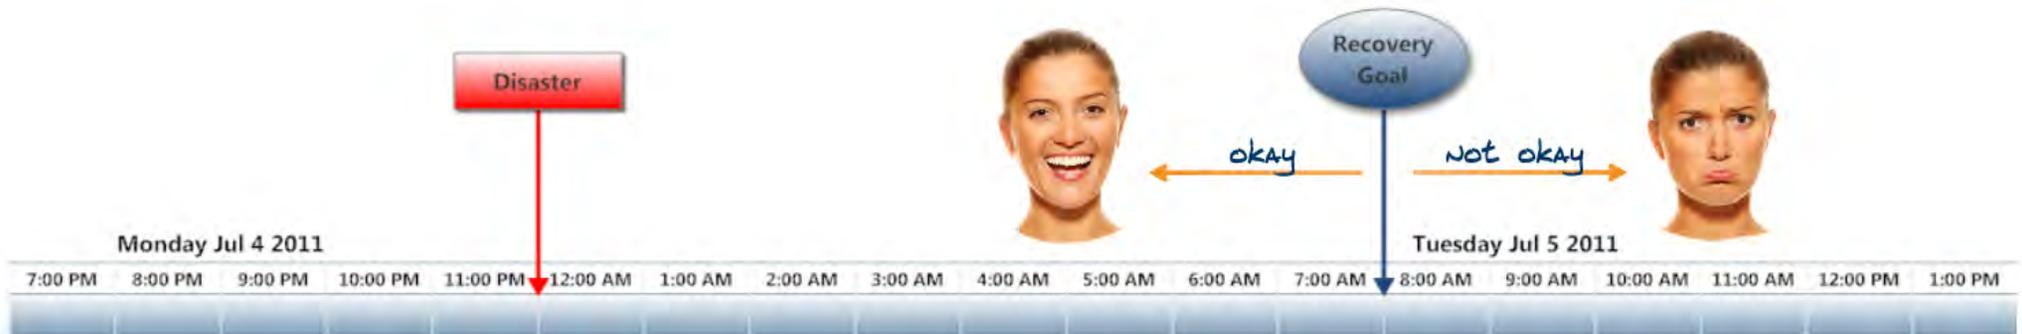 Recovery
Goal
Disaster
okay
Not okay
Monday Jul 4 2011
Tuesday Jul 5 2011
7:00 PM 8:00 PM 9:00 PM 10:00 PM 11:00 PM 12:00 AM 1:00 AM 2:00 AM 3:00 AM 4:00 AM 5:00 AM 6:00 AM 7:00 AM 8:00 AM 9:00 AM 10:00 AM 11:00 AM 12:00 PM 1:00 PM